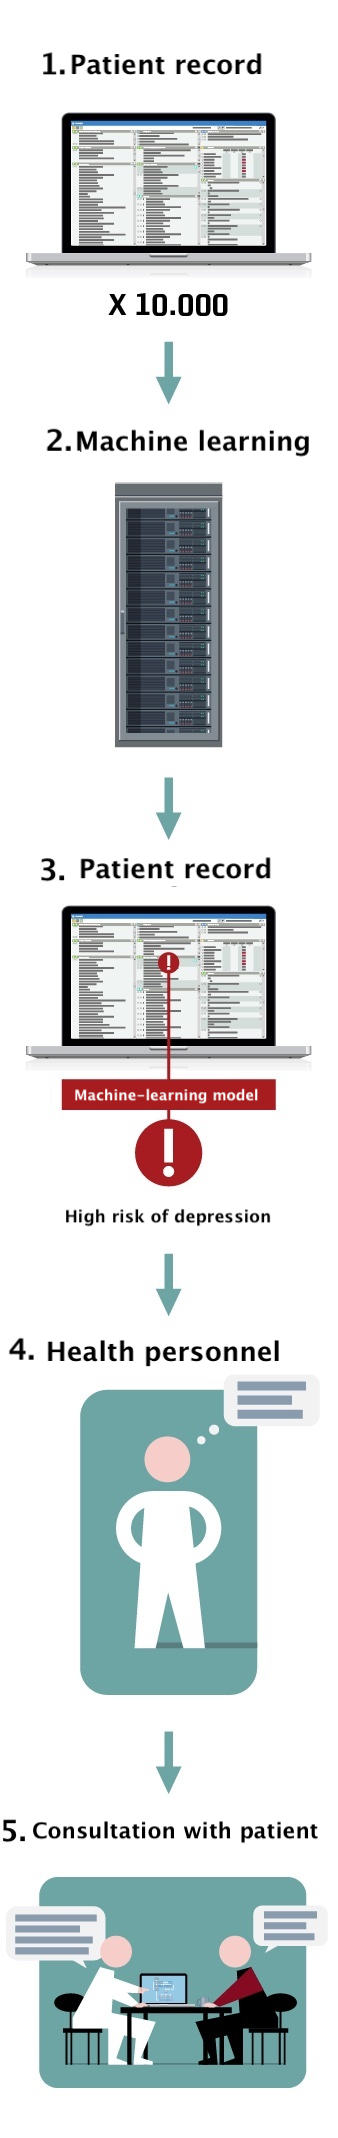 1. Patient record
X 10.000
2. Machine learning
3. Patient record
Machine-learning model
High risk of depression
4. Health personnel
5. Consultation with patient